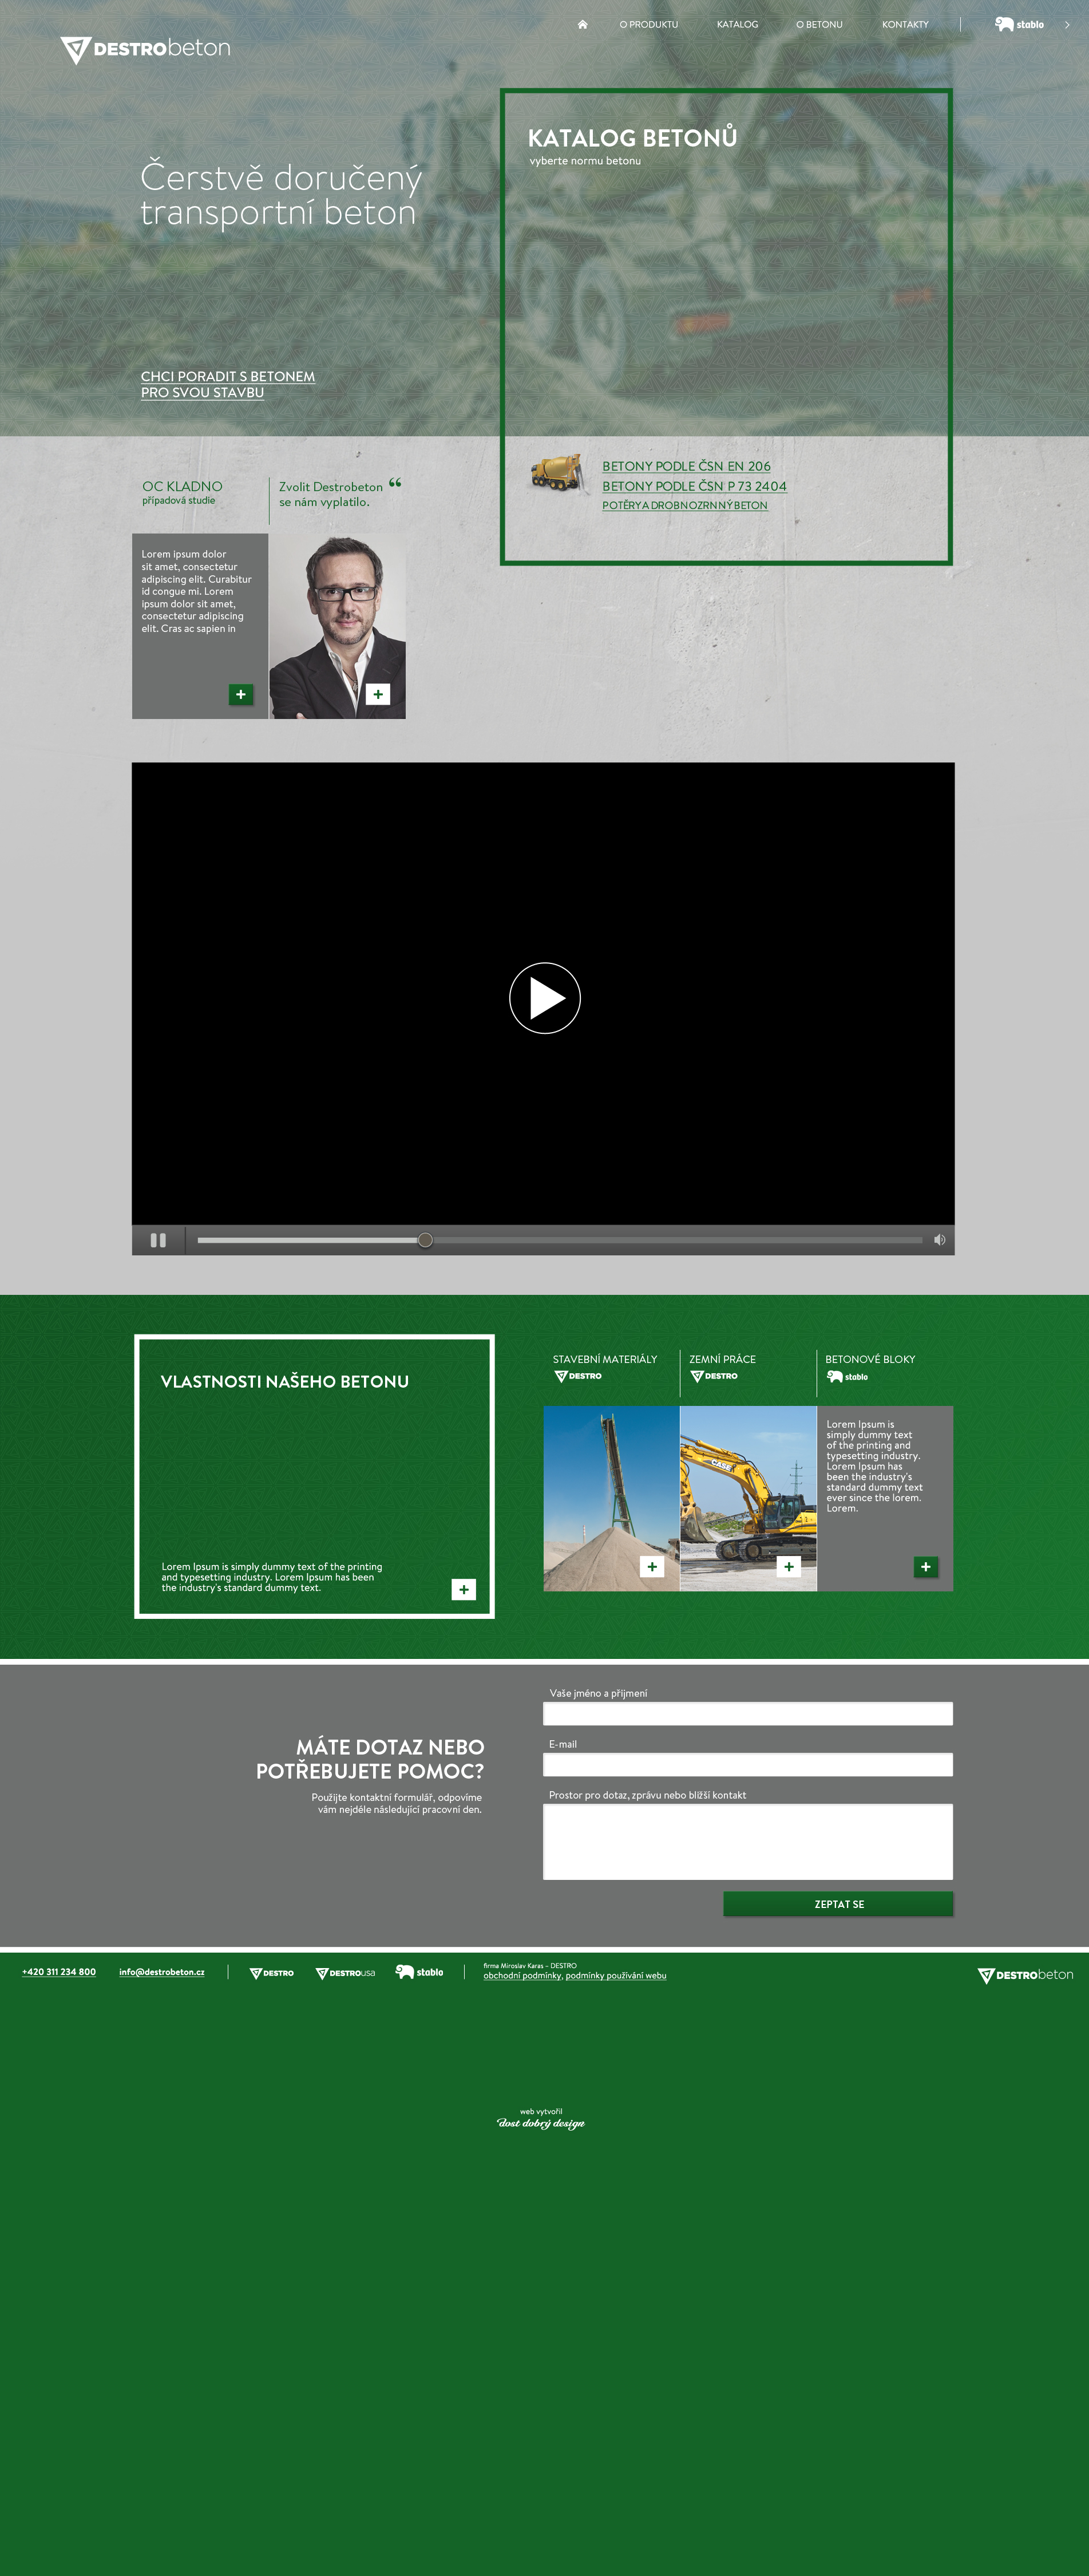 O PRODUKTU
KATALOG
O BETONU
KONTAKTY
stablo
DESTRObeton
KATALOG BETONŮ
vyberte normu betonu
Čerstvě doručený
transportní beton
CHCI PORADIT S BETONEM
PRO SVOU STAVBU
BETONY PODLE ČSN EN 206
BETONY PODLE ČSN P 73 2404
POTĚRY A DROBNOZRNNÝ BETON
OC KLADNO
případová studie
Zvolit Destrobeton “
se nám vyplatilo.
Lorem ipsum dolor
sit amet, consectetur
adipiscing elit. Curabitur
id congue mi. Lorem
ipsum dolor sit amet,
consectetur adipiscing
elit. Cras ac sapien in
VLASTNOSTI NAŠEHO BETONU
Lorem Ipsum is simply dummy text of the printing
and typesetting industry. Lorem Ipsum has been
the industry's standard dummy text.
STAVEBNÍ MATERIÁLY
DESTRO
ZEMNÍ PRÁCE
DESTRO
BETONOVÉ BLOKY
stablo
CASE
Lorem Ipsum is
simply dummy text
of the printing and
typesetting industry.
Lorem Ipsum has
been the industry's
standard dummy text
ever since the lorem.
Lorem.
MÁTE DOTAZ NEBO
POTŘEBUJETE POMOC?
Použijte kontaktní formulář, odpovíme
vám nejdéle následující pracovní den.
Vaše jméno a příjmení
E-mail
Prostor pro dotaz, zprávu nebo bližší kontakt
ZEPTAT SE
+420 311 234 800
info@destrobeton.cz
DESTRO
DESTROusa
stablo
firma Miroslav Karas – DESTRO
obchodní podmínky, podmínky používání webu
DESTRObeton
web vytvořil
dost dobrý design